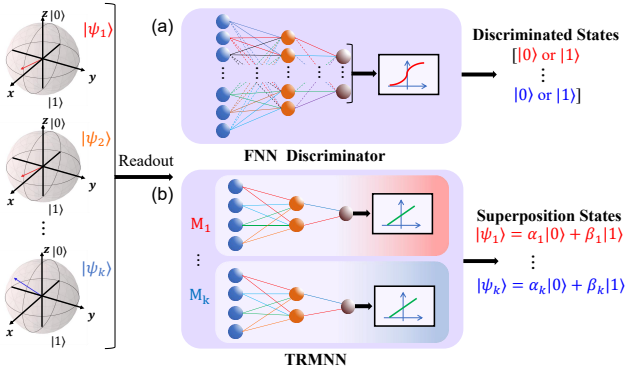 z |0⟩
|ψ₁⟩
x
y
|1⟩
z |0⟩
|ψ₂⟩
x
y
|1⟩
⋮
z |0⟩
|ψₖ⟩
x
y
|1⟩
Readout
(a)
FNN Discriminator
Discriminated States
[|0⟩ or |1⟩
⋮
|0⟩ or |1⟩]
(b)
M₁
⋮
Mₖ
TRMNN
Superposition States
|ψ₁⟩ = α₁|0⟩ + β₁|1⟩
⋮
|ψₖ⟩ = αₖ|0⟩ + βₖ|1⟩